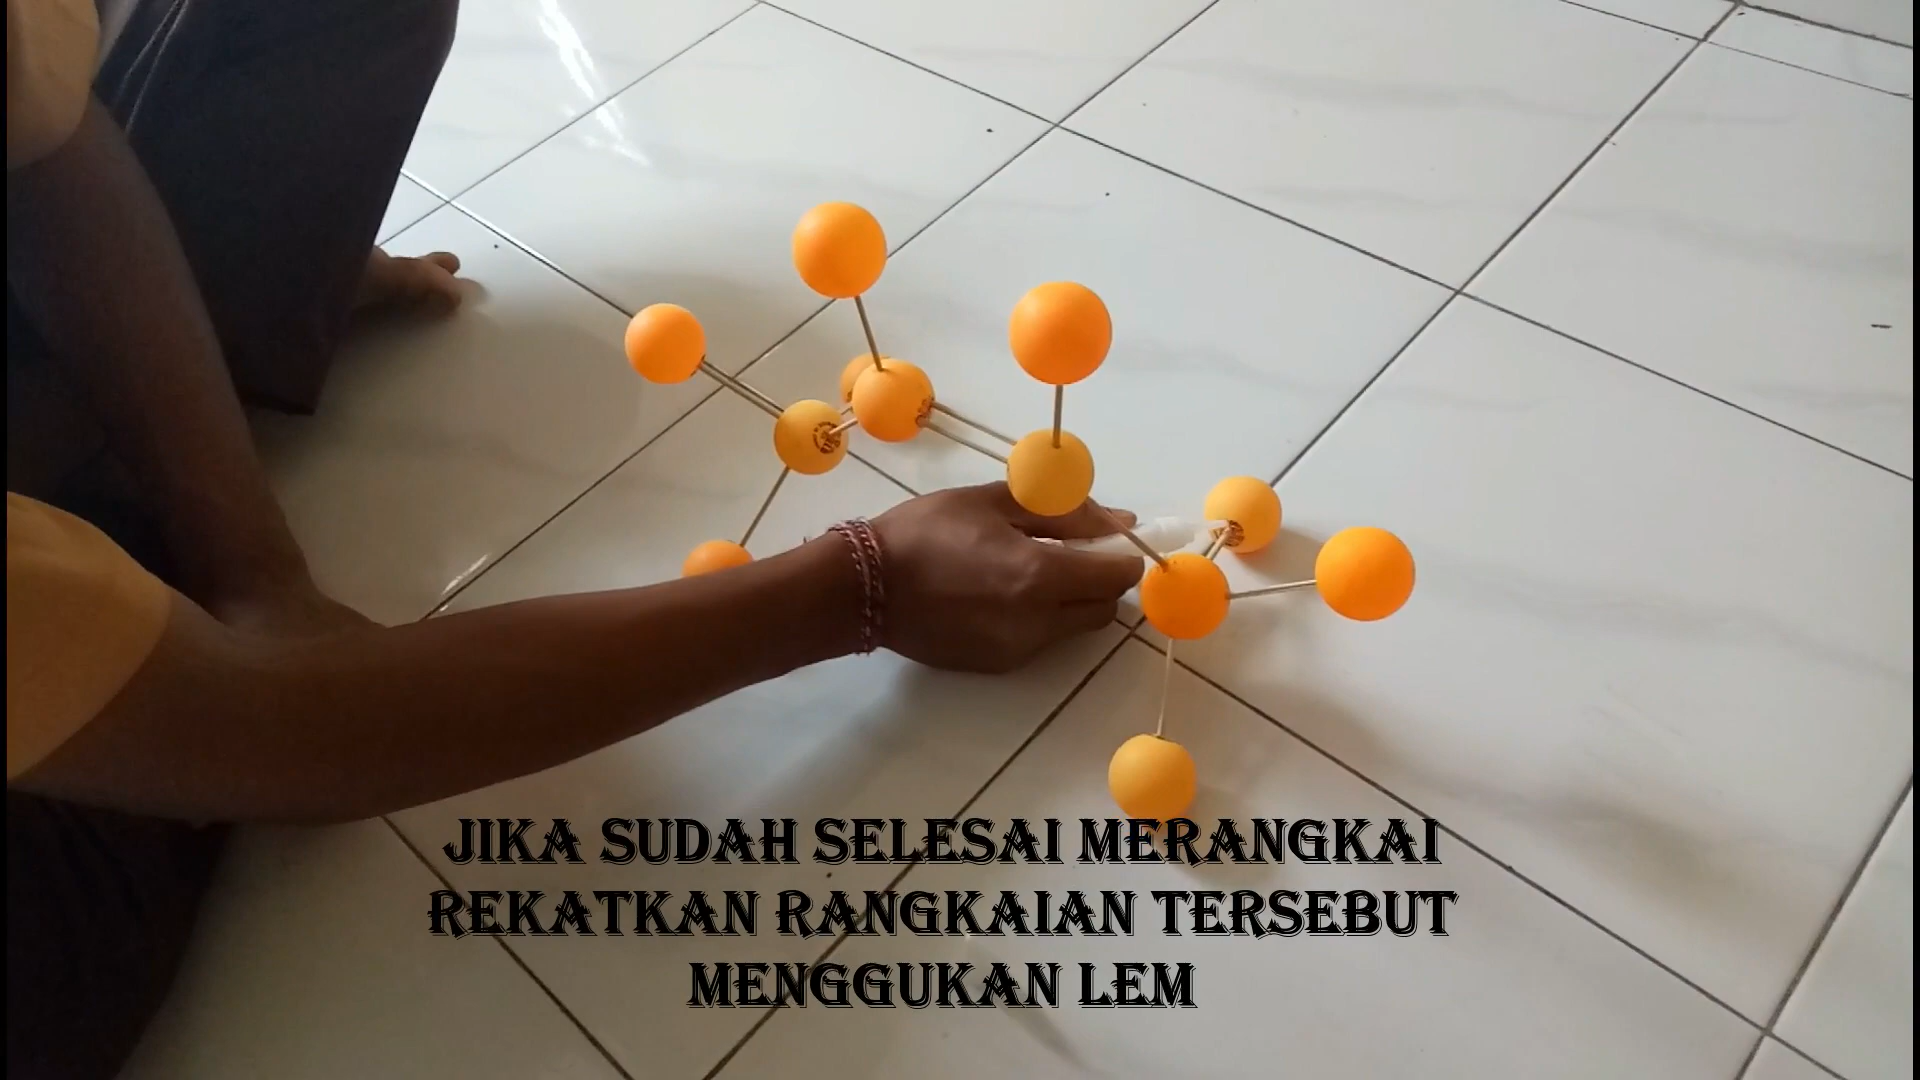 JIKA SUDAH SELESAI MERANGKAI
REKATKAN RANGKAIAN TERSEBUT
MENGGUKAN LEM